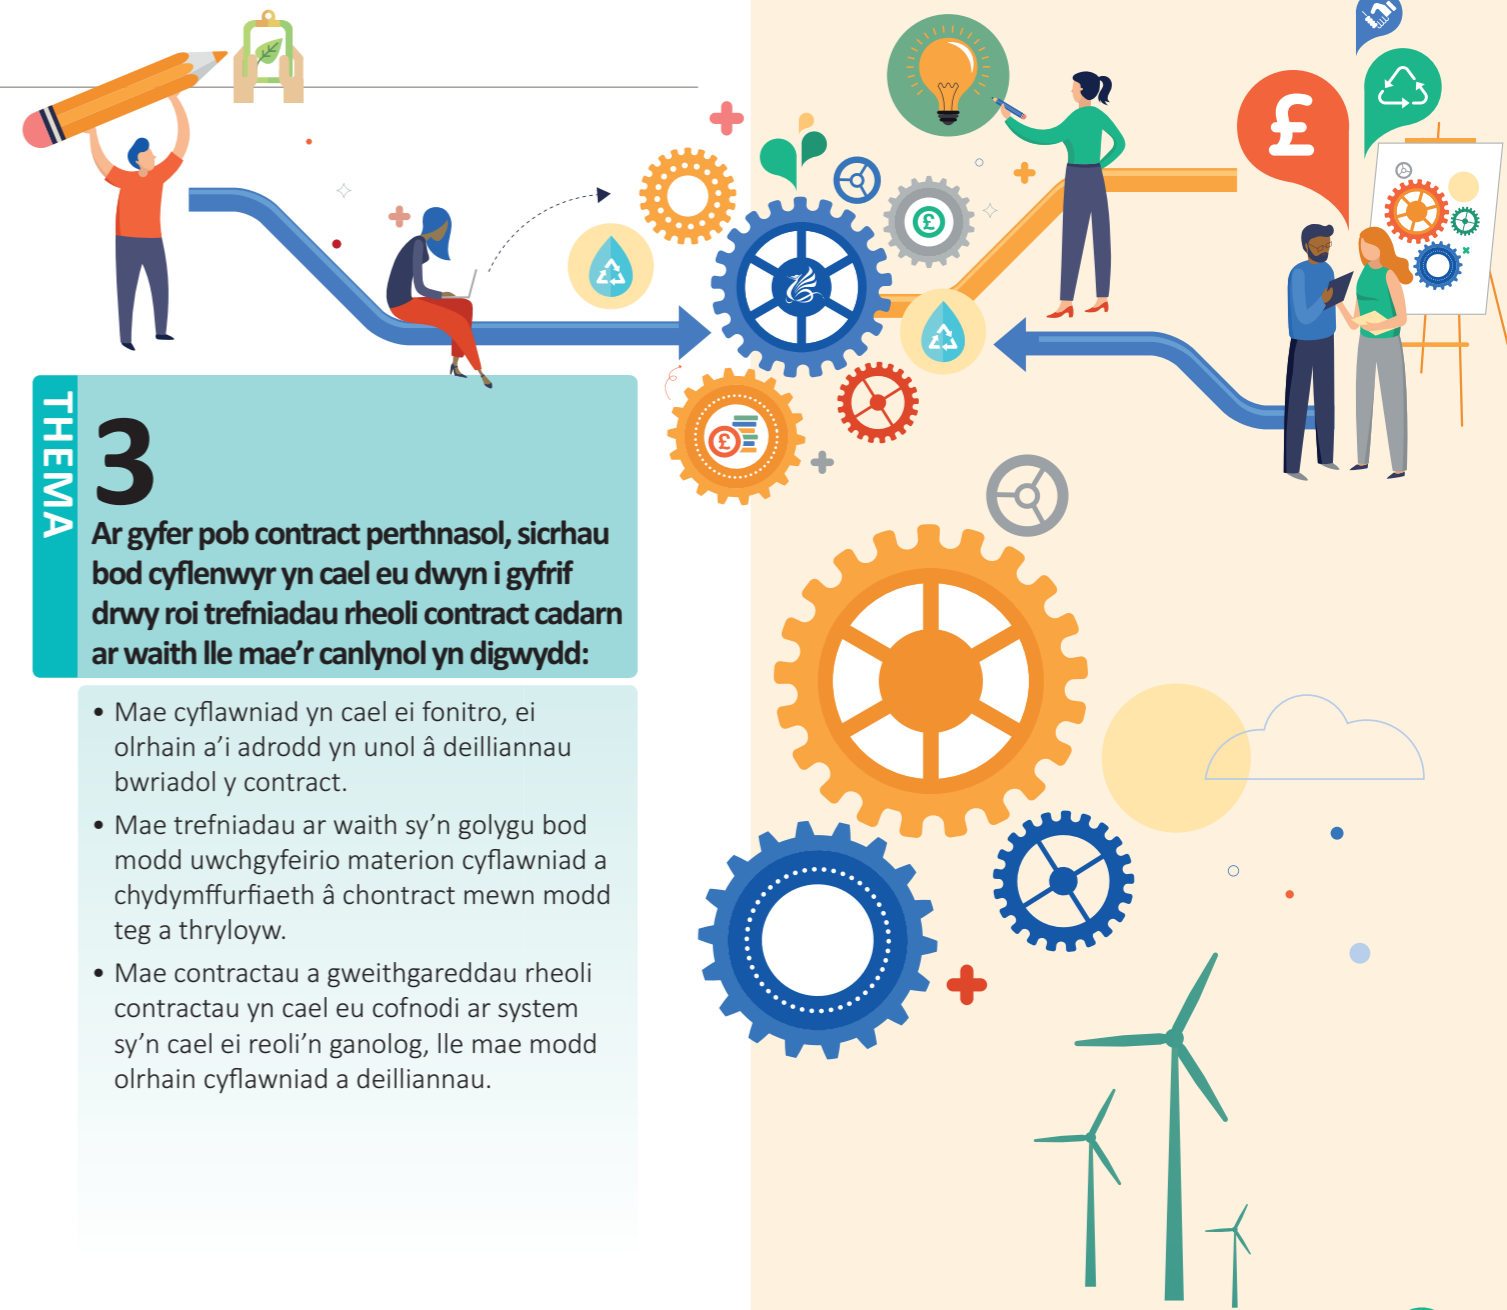 THEMA
3
Ar gyfer pob contract perthnasol, sicrhau
bod cyflenwyr yn cael eu dwyn i gyfrif
drwy roi trefniadau rheoli contract cadarn
ar waith lle mae’r canlynol yn digwydd:
• Mae cyflawniad yn cael ei fonitro, ei
olrhain a’i adrodd yn unol â deilliannau
bwriadol y contract.
• Mae trefniadau ar waith sy’n golygu bod
modd uwchgyfeirio materion cyflawniad a
chydymffurfiaeth â chontract mewn modd
teg a thryloyw.
• Mae contractau a gweithgareddau rheoli
contractau yn cael eu cofnodi ar system
sy’n cael ei reoli’n ganolog, lle mae modd
olrhain cyflawniad a deilliannau.
£
£
£